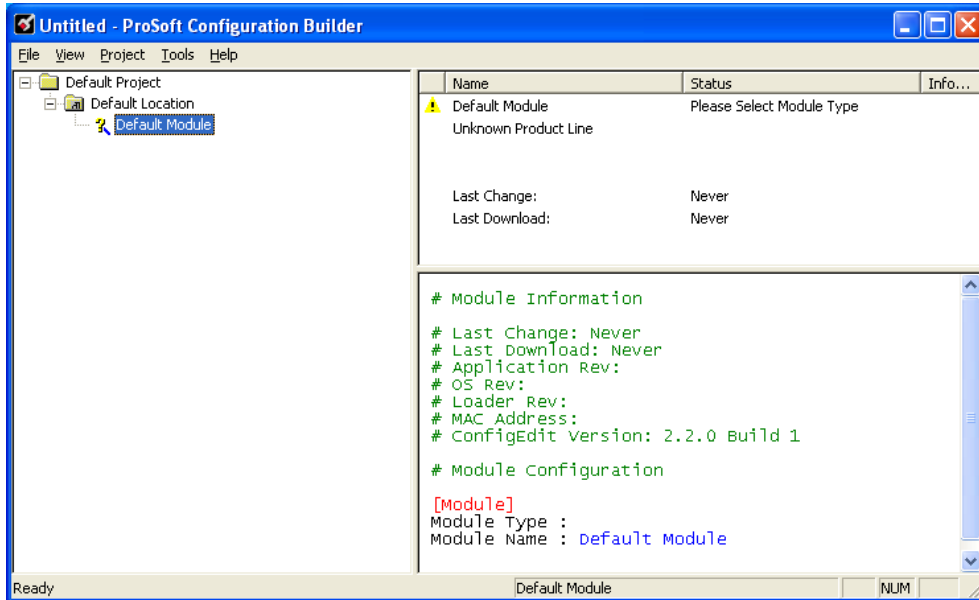 Untitled - ProSoft Configuration Builder
File View Project Tools Help
Default Project
Default Location
Default Module
Name Status Info...
Default Module Please Select Module Type
Unknown Product Line
Last Change: Never
Last Download: Never
# Module Information
# Last Change: Never
# Last Download: Never
# Application Rev:
# OS Rev:
# Loader Rev:
# MAC Address:
# ConfigEdit Version: 2.2.0 Build 1
# Module Configuration
[Module]
Module Type :
Module Name : Default Module
Ready Default Module NUM